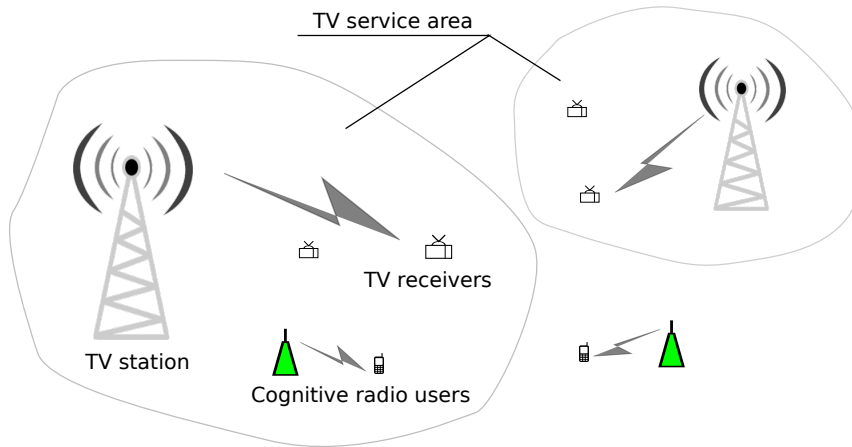 TV service area
TV receivers
TV station
Cognitive radio users